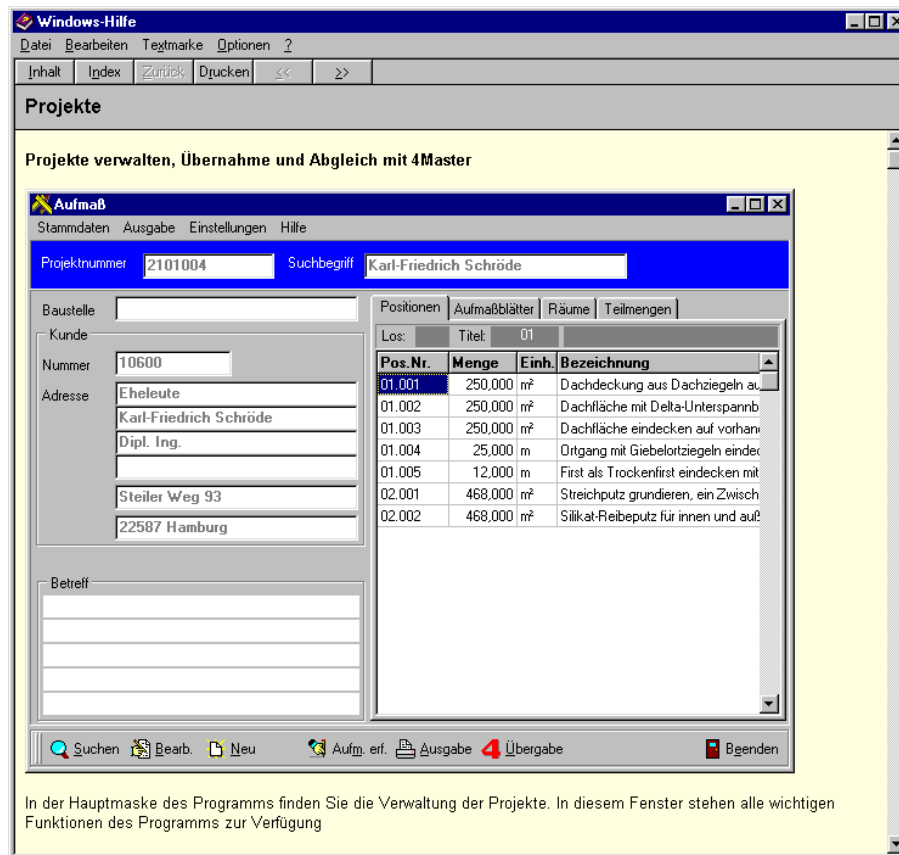 Windows-Hilfe
Datei Bearbeiten Textmarke Optionen ?
Inhalt Index Zurück Drucken << >>
Projekte
Projekte verwalten, Übernahme und Abgleich mit 4Master
Aufmaß
Stammdaten Ausgabe Einstellungen Hilfe
Projektnummer 2101004 Suchbegriff Karl-Friedrich Schröde
Baustelle
Kunde
Nummer 10600
Adresse Eheleute
Karl-Friedrich Schröde
Dipl. Ing.
Steiler Weg 93
22587 Hamburg
Betreff
Positionen Aufmaßblätter Räume Teilmengen
Los: Titel: 01
Pos.Nr. Menge Einh. Bezeichnung
01.001 250,000 m² Dachdeckung aus Dachziegeln au
01.002 250,000 m² Dachfläche mit Delta-Unterspannb
01.003 250,000 m² Dachfläche eindecken auf vorhan
01.004 25,000 m Ortgang mit Giebelortziegeln einde
01.005 12,000 m First als Trockenfirst eindecken mit
02.001 468,000 m² Streichputz grundieren, ein Zwisch
02.002 468,000 m² Silikat-Reibeputz für innen und auß
Suchen Bearb. Neu Aufm. erf. Ausgabe 4 Übergabe Beenden
In der Hauptmaske des Programms finden Sie die Verwaltung der Projekte. In diesem Fenster stehen alle wichtigen
Funktionen des Programms zur Verfügung